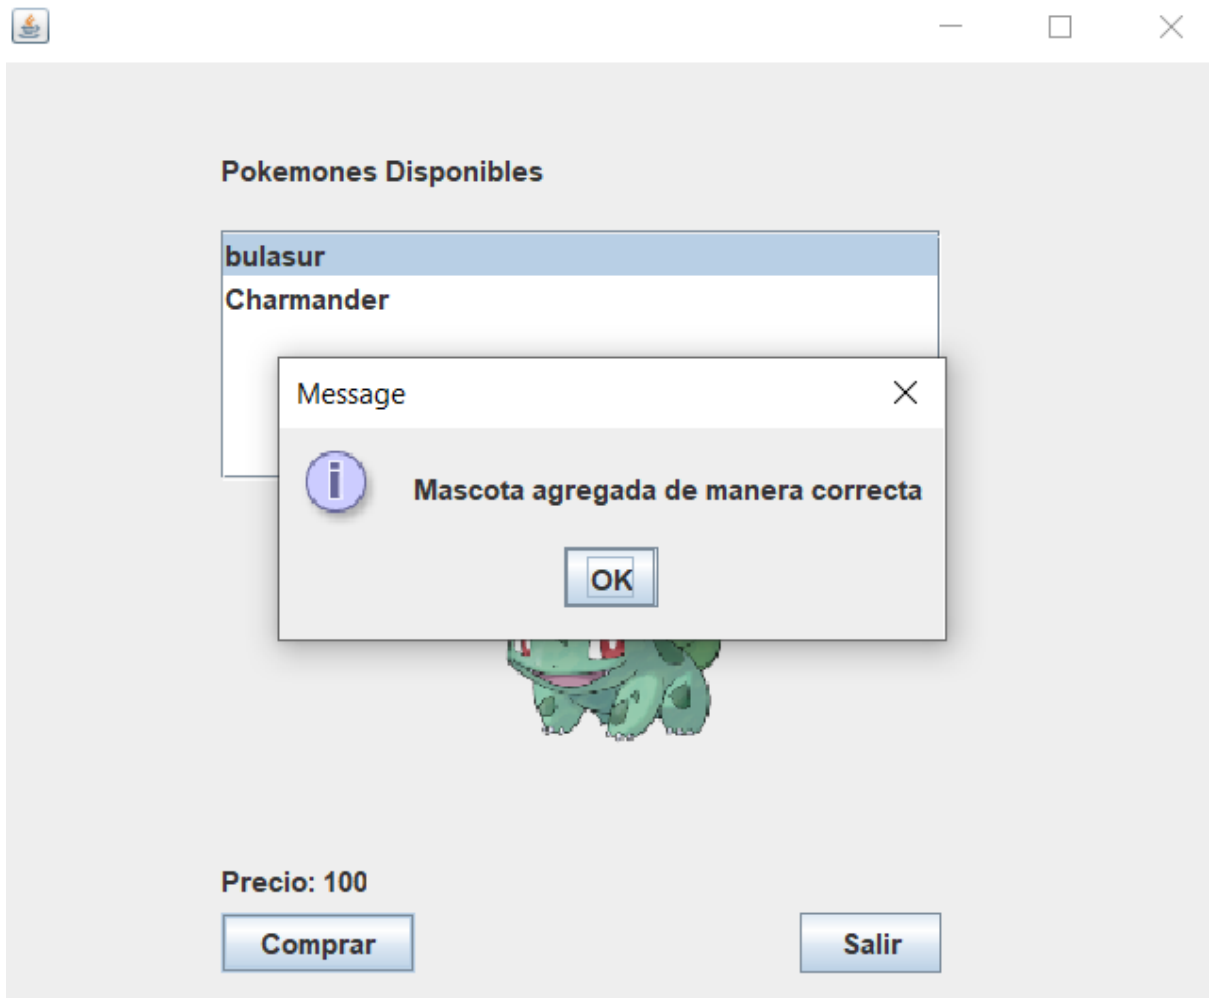 Pokemones Disponibles
bulasur
Charmander
Message
Mascota agregada de manera correcta
OK
Precio: 100
Comprar
Salir